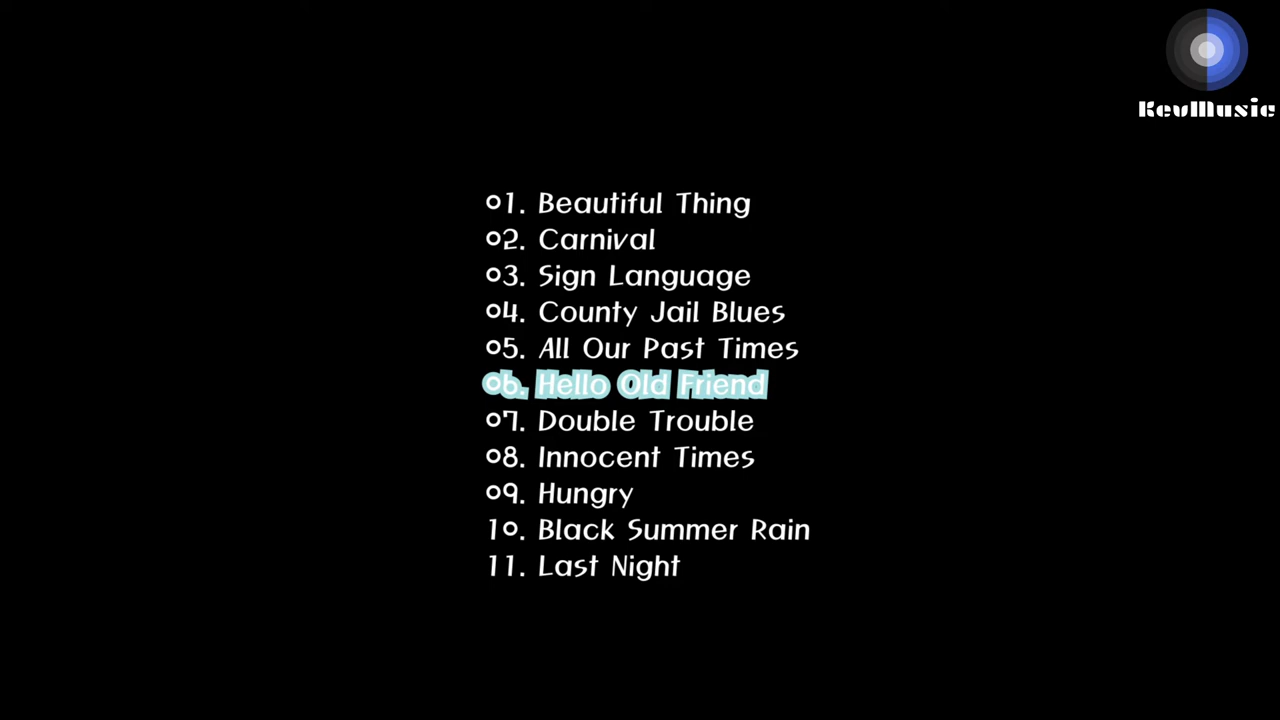 KevMusic
01. Beautiful Thing
02. Carnival
03. Sign Language
04. County Jail Blues
05. All Our Past Times
06. Hello Old Friend
07. Double Trouble
08. Innocent Times
09. Hungry
10. Black Summer Rain
11. Last Night